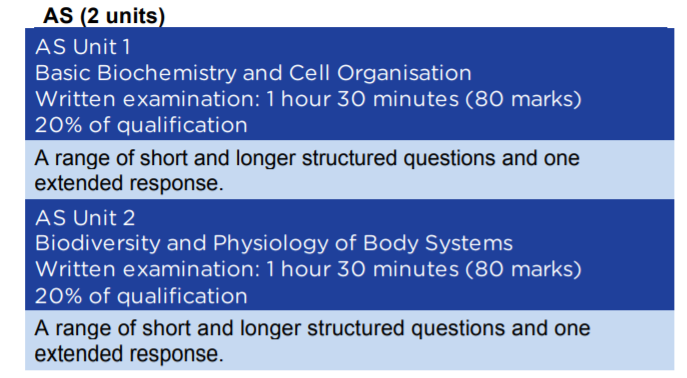 AS (2 units)
AS Unit 1
Basic Biochemistry and Cell Organisation
Written examination: 1 hour 30 minutes (80 marks)
20% of qualification
A range of short and longer structured questions and one
extended response.
AS Unit 2
Biodiversity and Physiology of Body Systems
Written examination: 1 hour 30 minutes (80 marks)
20% of qualification
A range of short and longer structured questions and one
extended response.